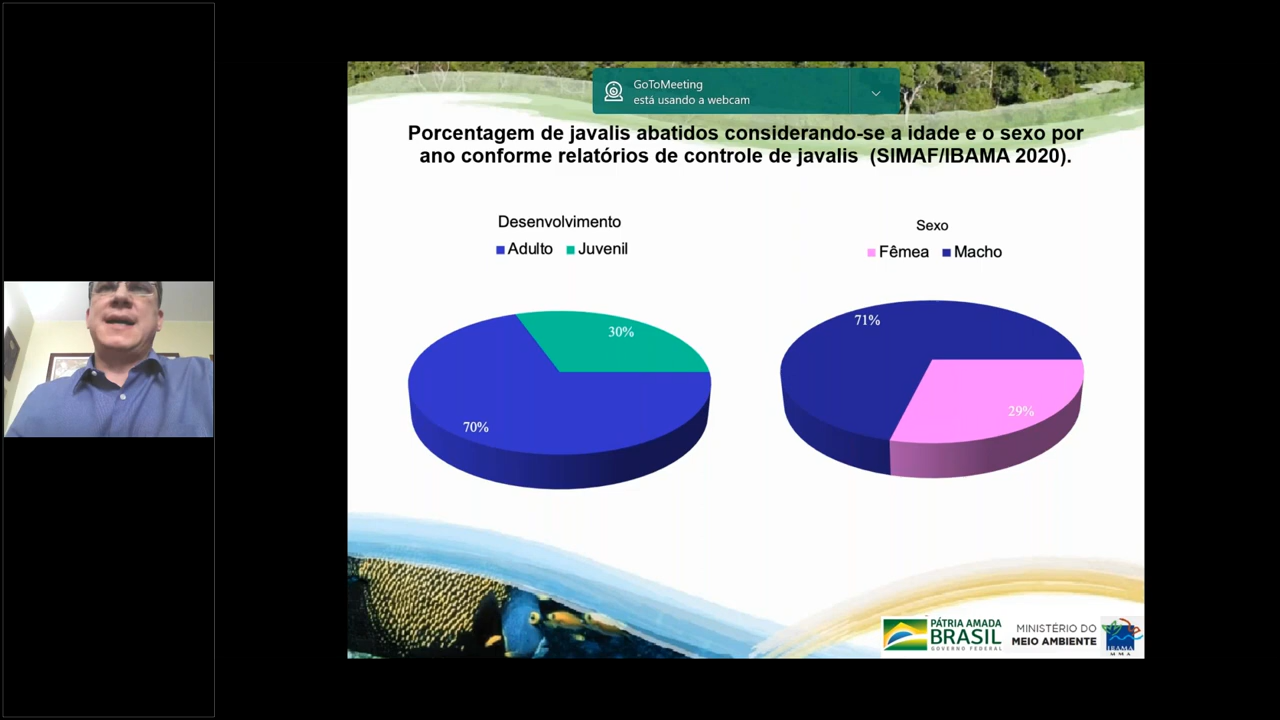 GoToMeeting
está usando a webcam
Porcentagem de javalis abatidos considerando-se a idade e o sexo por
ano conforme relatórios de controle de javalis (SIMAF/IBAMA 2020).
Desenvolvimento
Adulto Juvenil
30%
70%
Sexo
Fêmea Macho
71%
29%
PÁTRIA AMADA
BRASIL
GOVERNO FEDERAL
MINISTÉRIO DO
MEIO AMBIENTE
IBAMA
M M A